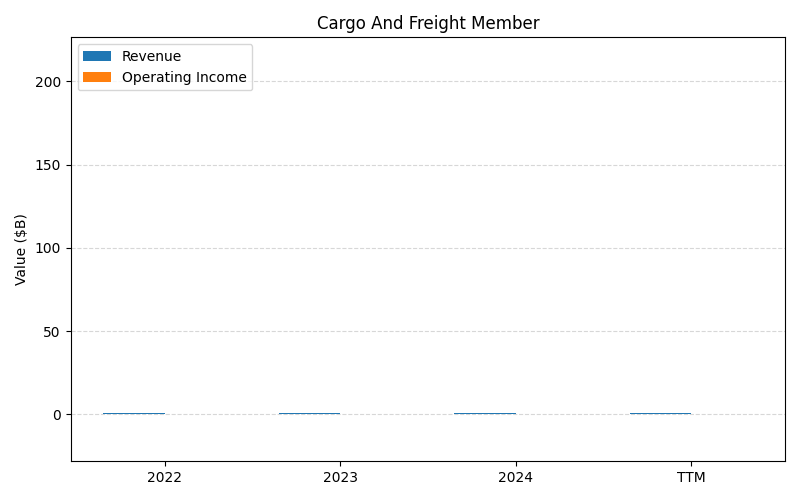 Cargo And Freight Member
Revenue
Operating Income
Value ($B)
200
150
100
50
0
2022
2023
2024
TTM